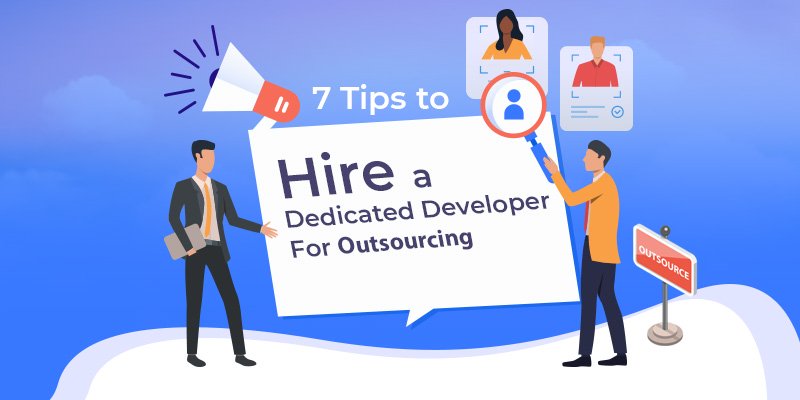 7 Tips to
Hire a
Dedicated Developer
For Outsourcing
OUTSOURCE